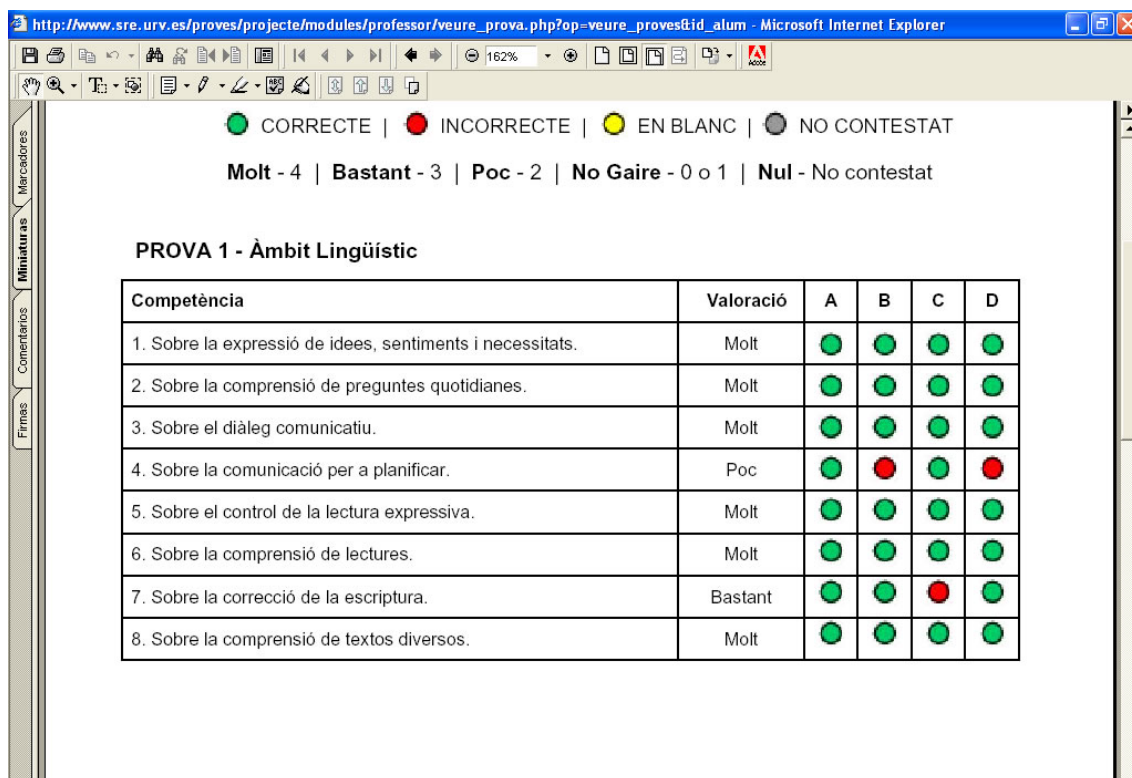 http://www.sre.urv.es/proves/projecte/modules/professor/veure_prova.php?op=veure_proves&id_alum - Microsoft Internet Explorer
162%
Adobe
Marcadores
Miniaturas
Comentarios
Firmas
CORRECTE | INCORRECTE | EN BLANC | NO CONTESTAT
Molt - 4 | Bastant - 3 | Poc - 2 | No Gaire - 0 o 1 | Nul - No contestat
PROVA 1 - Àmbit Lingüístic
Competència Valoració A B C D
1. Sobre la expressió de idees, sentiments i necessitats. Molt
2. Sobre la comprensió de preguntes quotidianes. Molt
3. Sobre el diàleg comunicatiu. Molt
4. Sobre la comunicació per a planificar. Poc
5. Sobre el control de la lectura expressiva. Molt
6. Sobre la comprensió de lectures. Molt
7. Sobre la correcció de la escriptura. Bastant
8. Sobre la comprensió de textos diversos. Molt